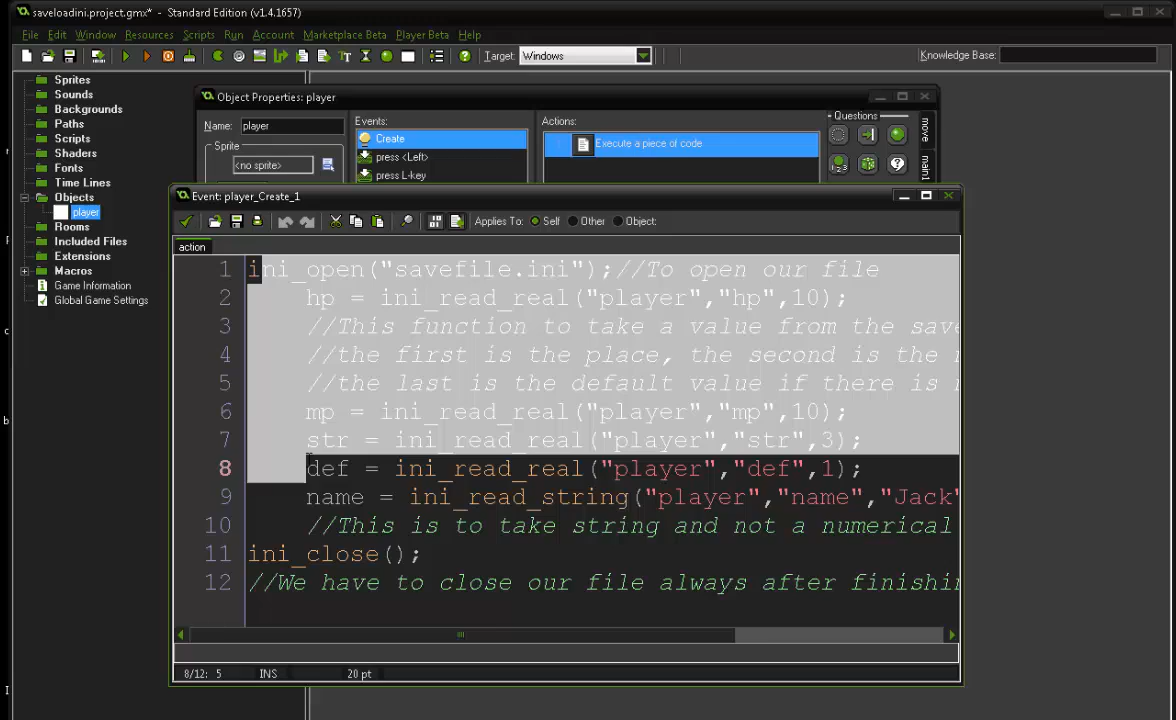 saveloadini.project.gmx* - Standard Edition (v1.4.1657)
File Edit Window Resources Scripts Run Account Marketplace Beta Player Beta Help
Target: Windows
Knowledge Base:
Sprites
Sounds
Backgrounds
Paths
Scripts
Shaders
Fonts
Time Lines
Objects
player
Rooms
Included Files
Extensions
Macros
Game Information
Global Game Settings
Object Properties: player
Name: player
Sprite
<no sprite>
Events:
Create
press <Left>
press L-key
Actions:
Execute a piece of code
Questions
move
main1
Event: player_Create_1
Applies To: Self Other Object:
action
1 ini_open("savefile.ini");//To open our file
2 hp = ini_read_real("player","hp",10);
3 //This function to take a value from the save
4 //the first is the place, the second is the
5 //the last is the default value if there is
6 mp = ini_read_real("player","mp",10);
7 str = ini_read_real("player","str",3);
8 def = ini_read_real("player","def",1);
9 name = ini_read_string("player","name","Jack"
10 //This is to take string and not a numerical
11 ini_close();
12 //We have to close our file always after finishin
8/12: 5 INS 20 pt